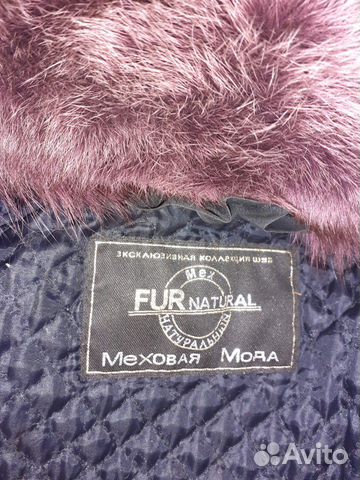 ЭКСКЛЮЗИВНАЯ КОЛЛЕКЦИЯ ШУБ
Мех
FUR NATURAL
НАТУРАЛЬНЫЙ
Меховая Мода
Avito